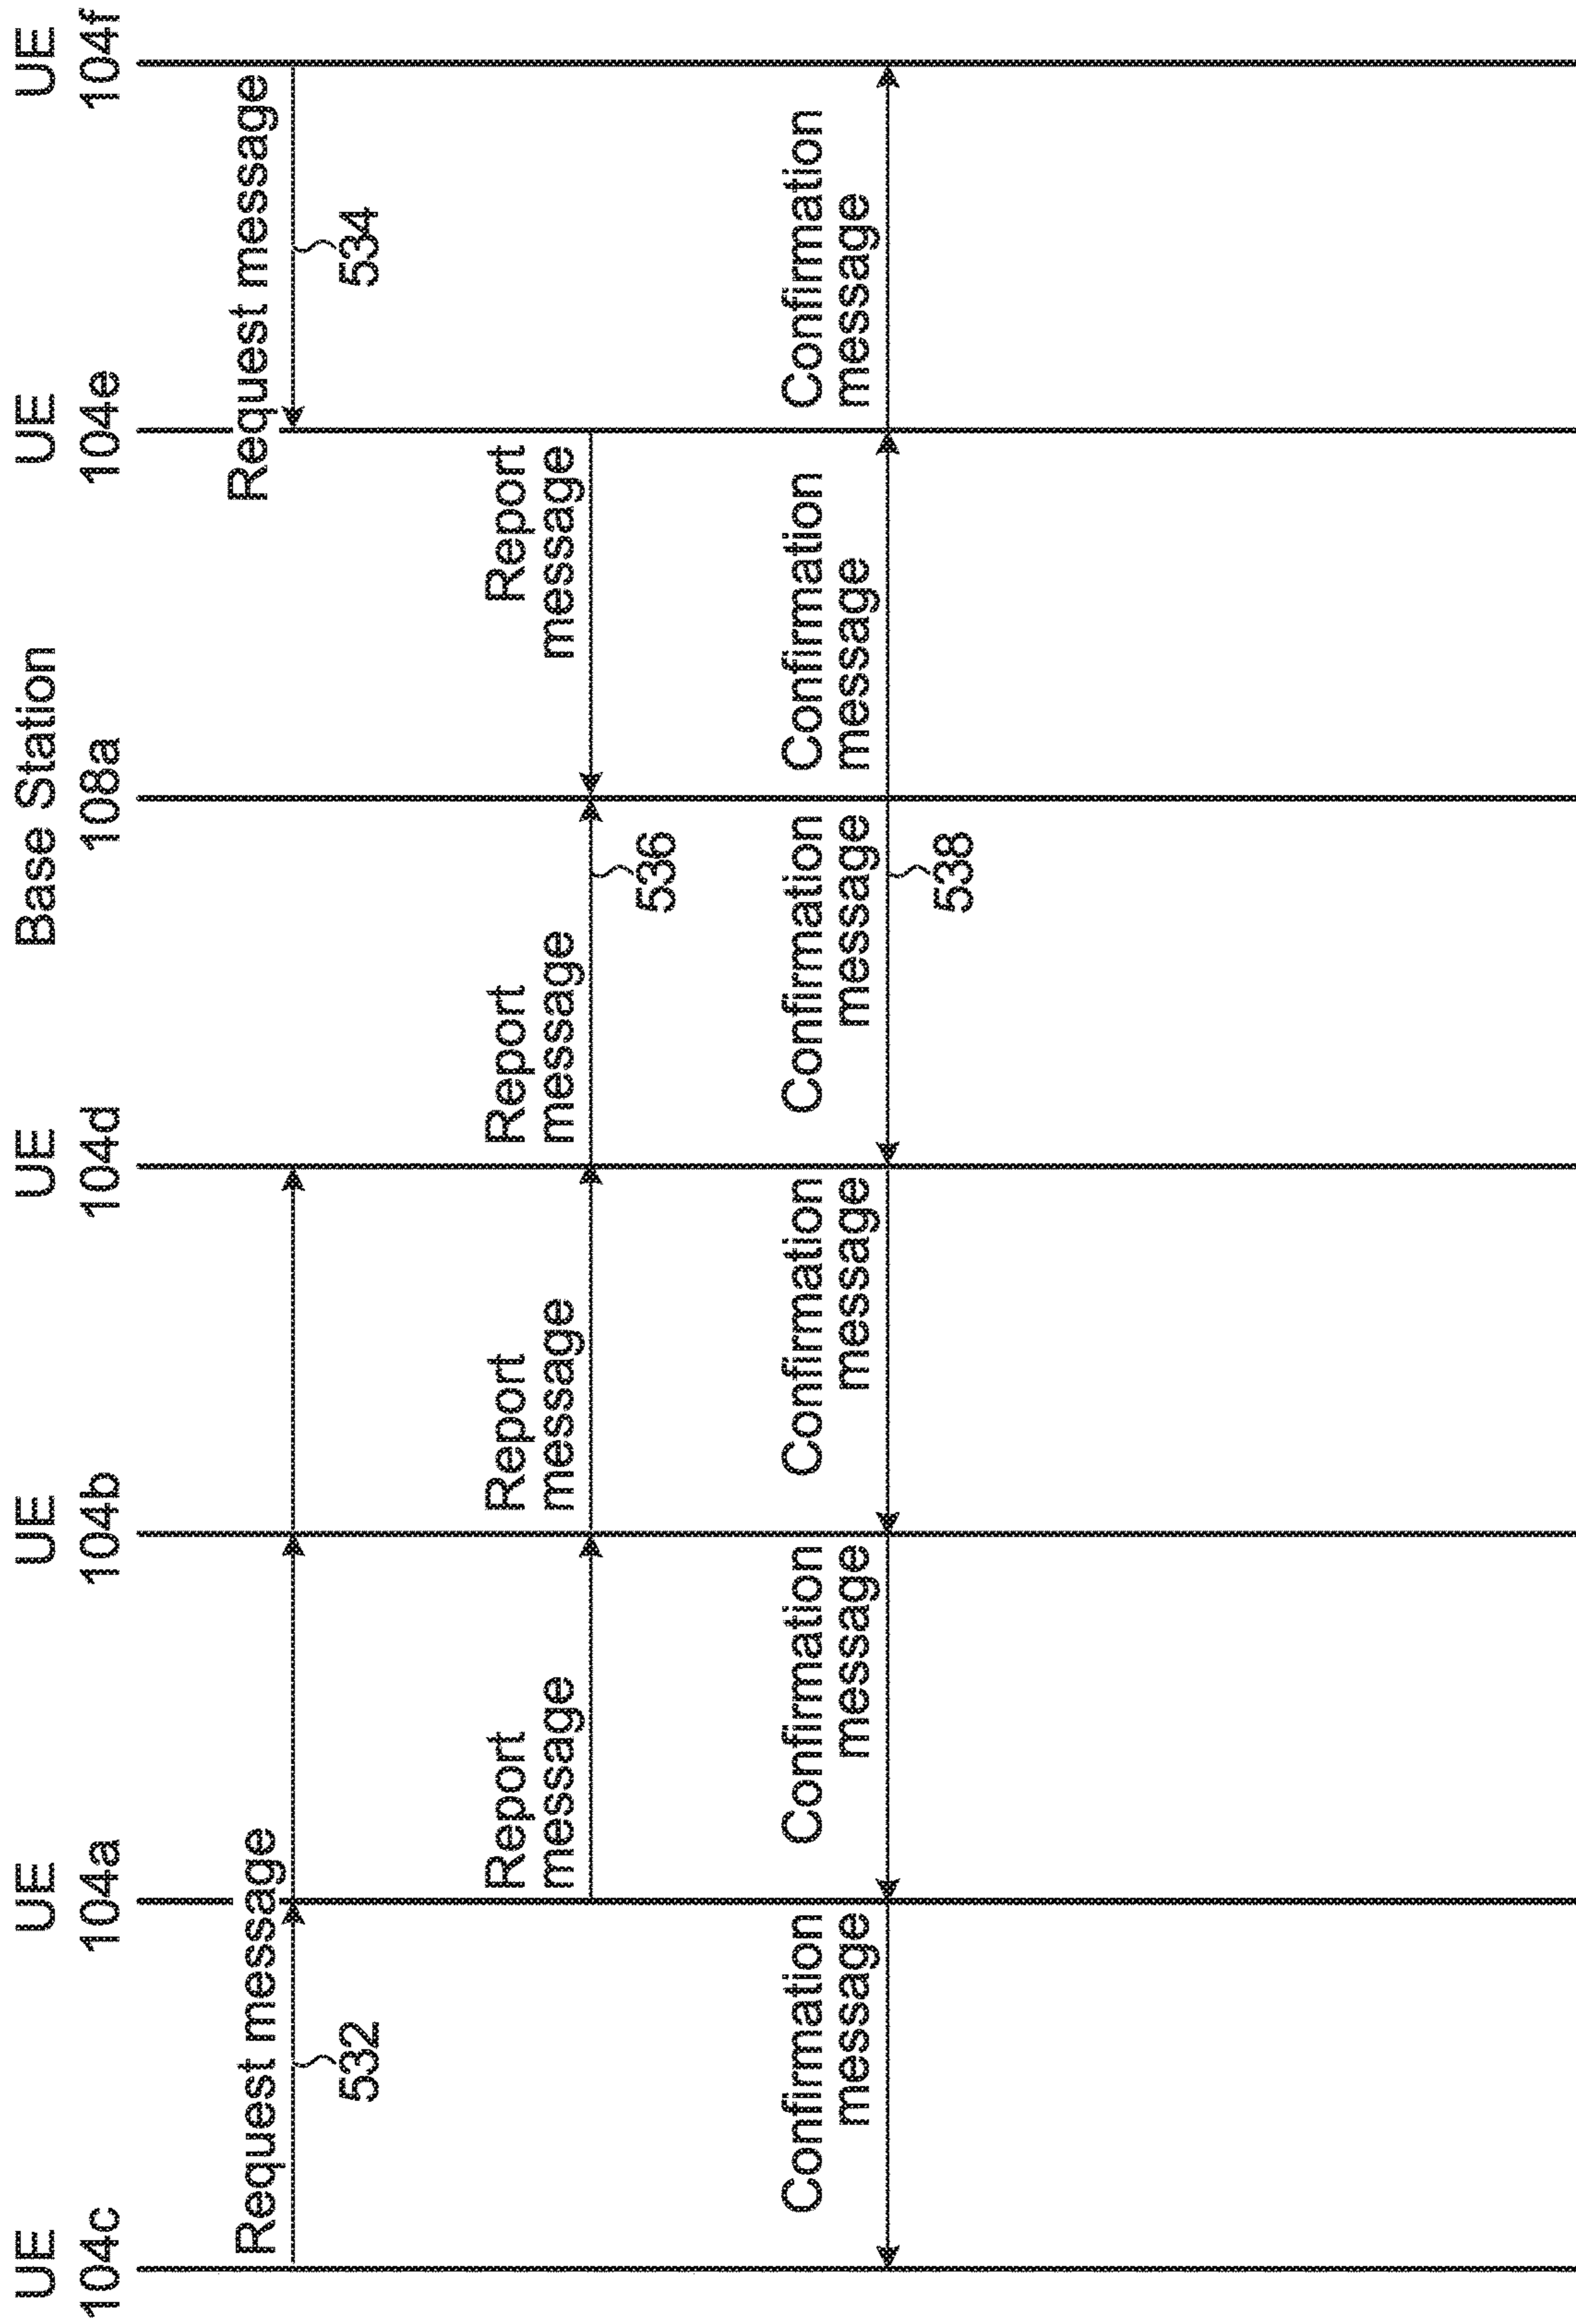 UE
104c
UE
104a
UE
104b
UE
104d
Base Station
108a
UE
104e
UE
104f
Request message
532
Request message
534
Report
message
Report
message
Report
message
536
Report
message
Confirmation
message
Confirmation
message
Confirmation
message
Confirmation
message
538
Confirmation
message
Confirmation
message